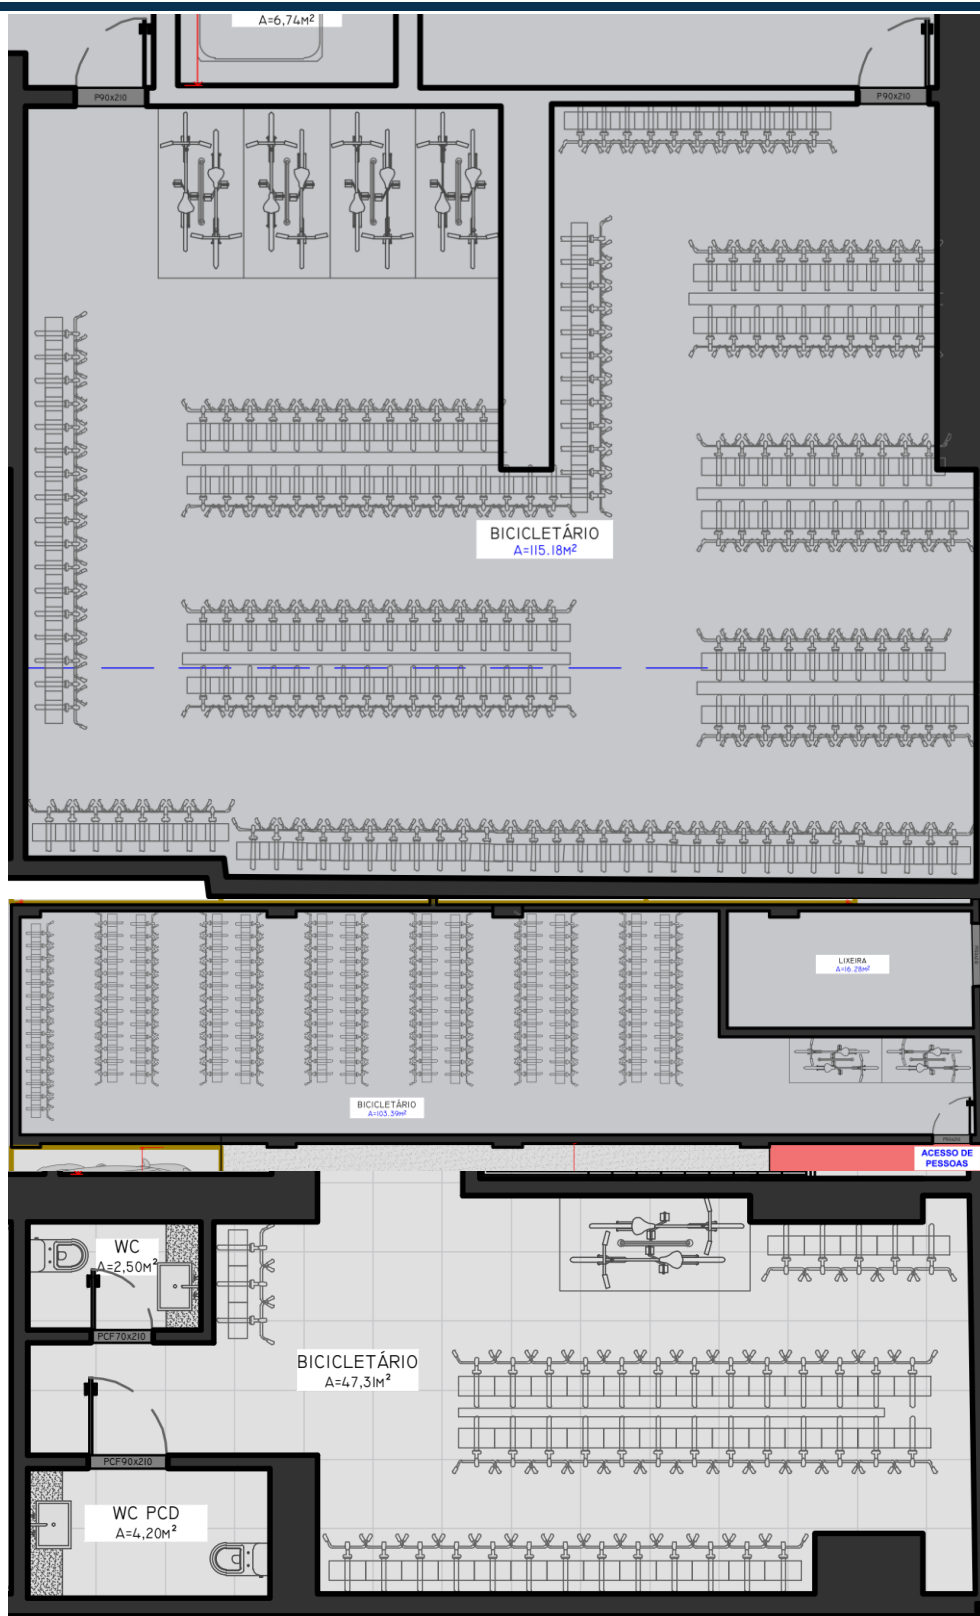 A=6,74M²
P90x210
P90x210
BICICLETÁRIO
A=115.18M²
LIXEIRA
A=16.28M²
BICICLETÁRIO
A=103.39M²
ACESSO DE
PESSOAS
WC
A=2,50M²
PCF70x210
BICICLETÁRIO
A=47,31M²
PCF90x210
WC PCD
A=4,20M²